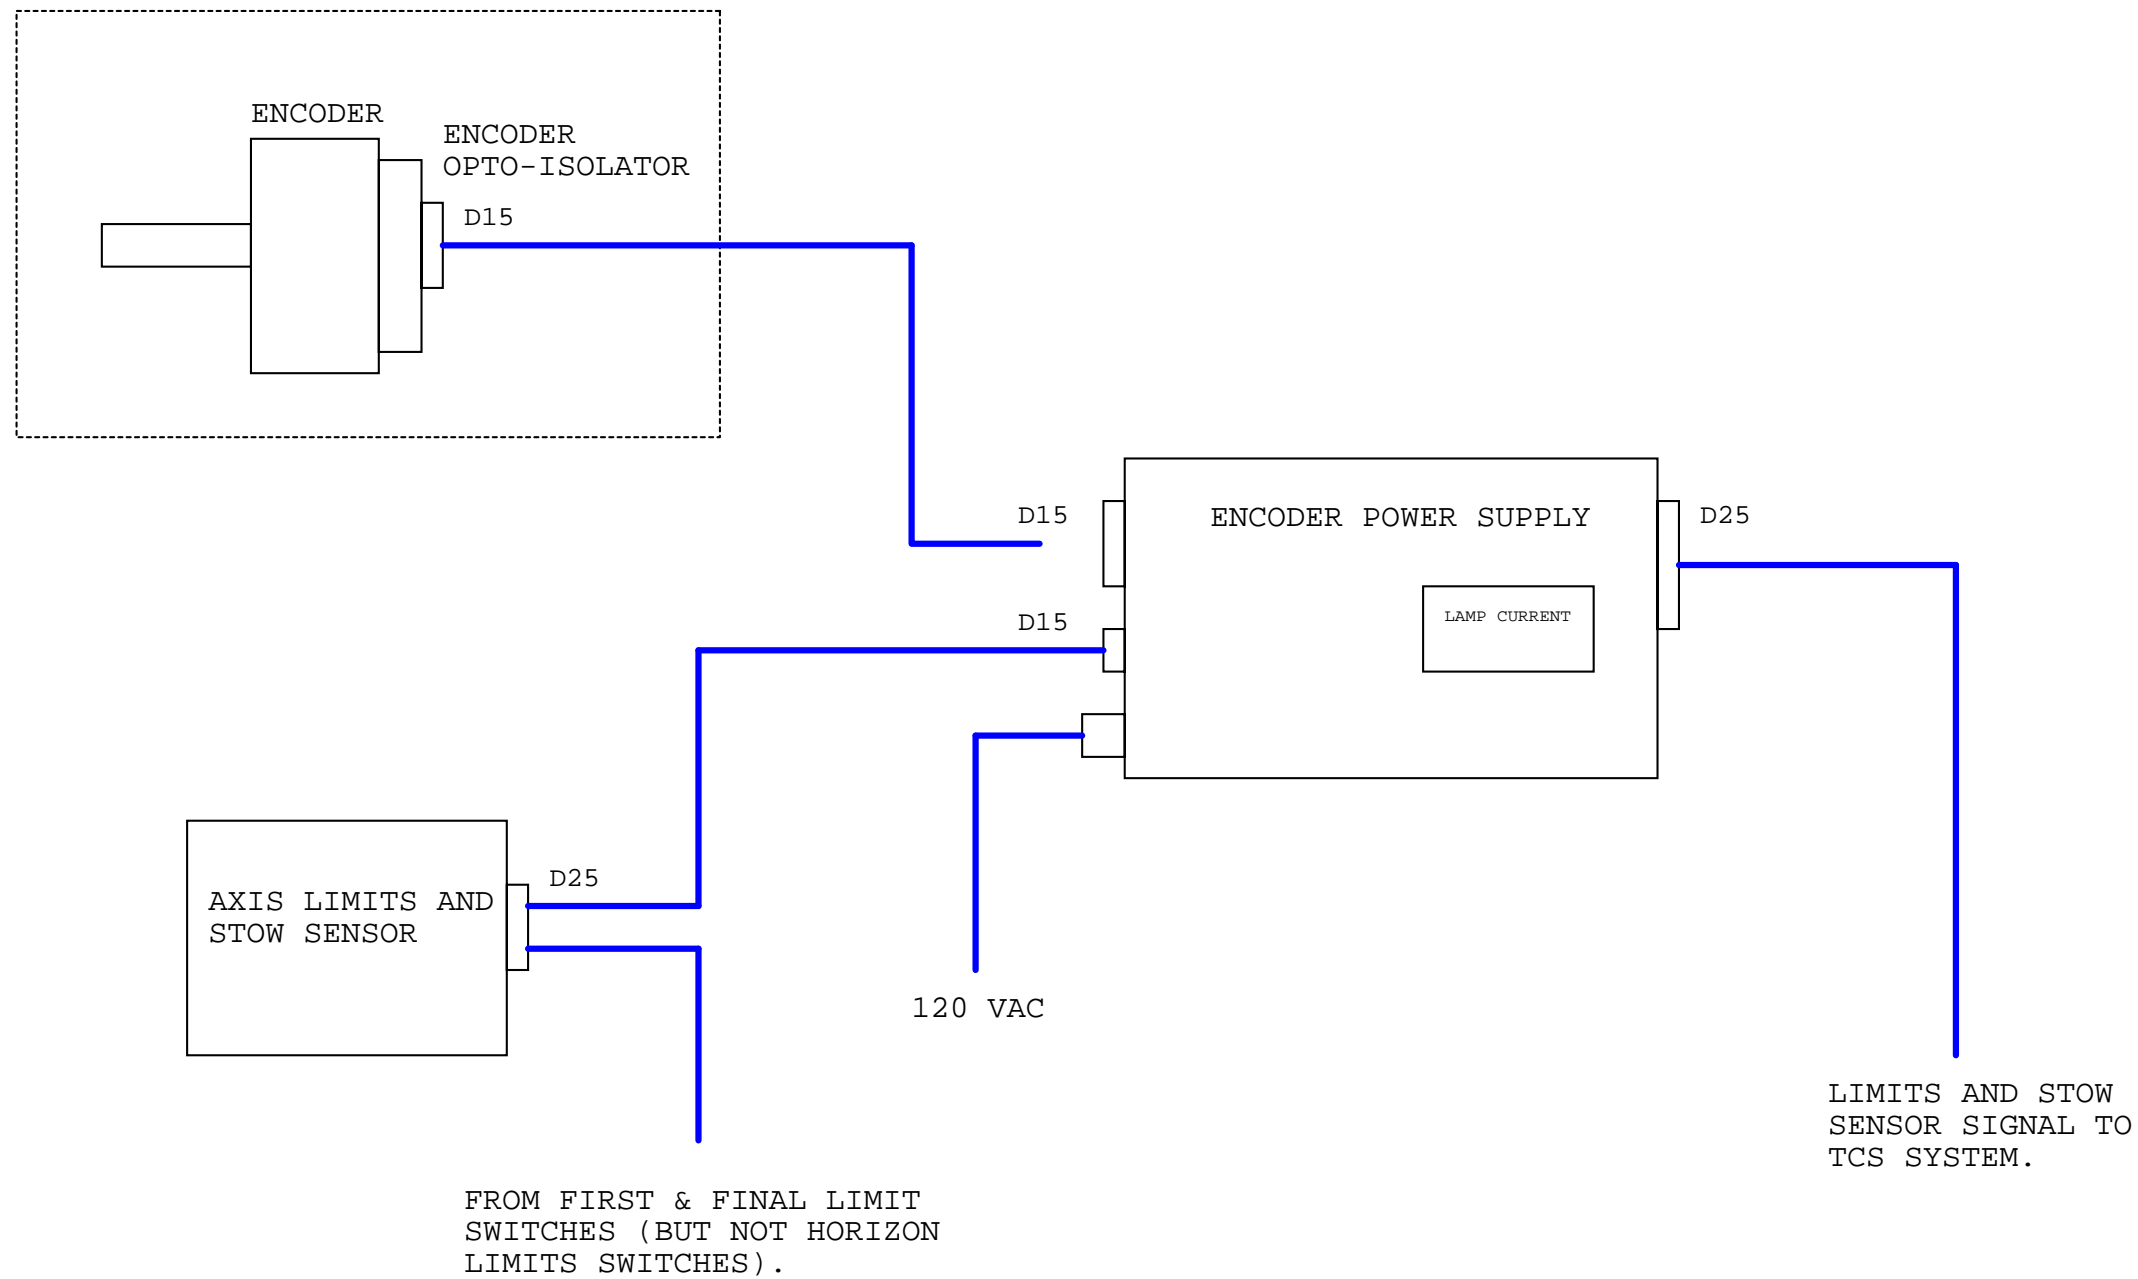 ENCODER
ENCODER
OPTO-ISOLATOR
D15
D15
ENCODER POWER SUPPLY
D25
LAMP CURRENT
D15
D25
AXIS LIMITS AND
STOW SENSOR
120 VAC
LIMITS AND STOW
SENSOR SIGNAL TO
TCS SYSTEM.
FROM FIRST & FINAL LIMIT
SWITCHES (BUT NOT HORIZON
LIMITS SWITCHES).